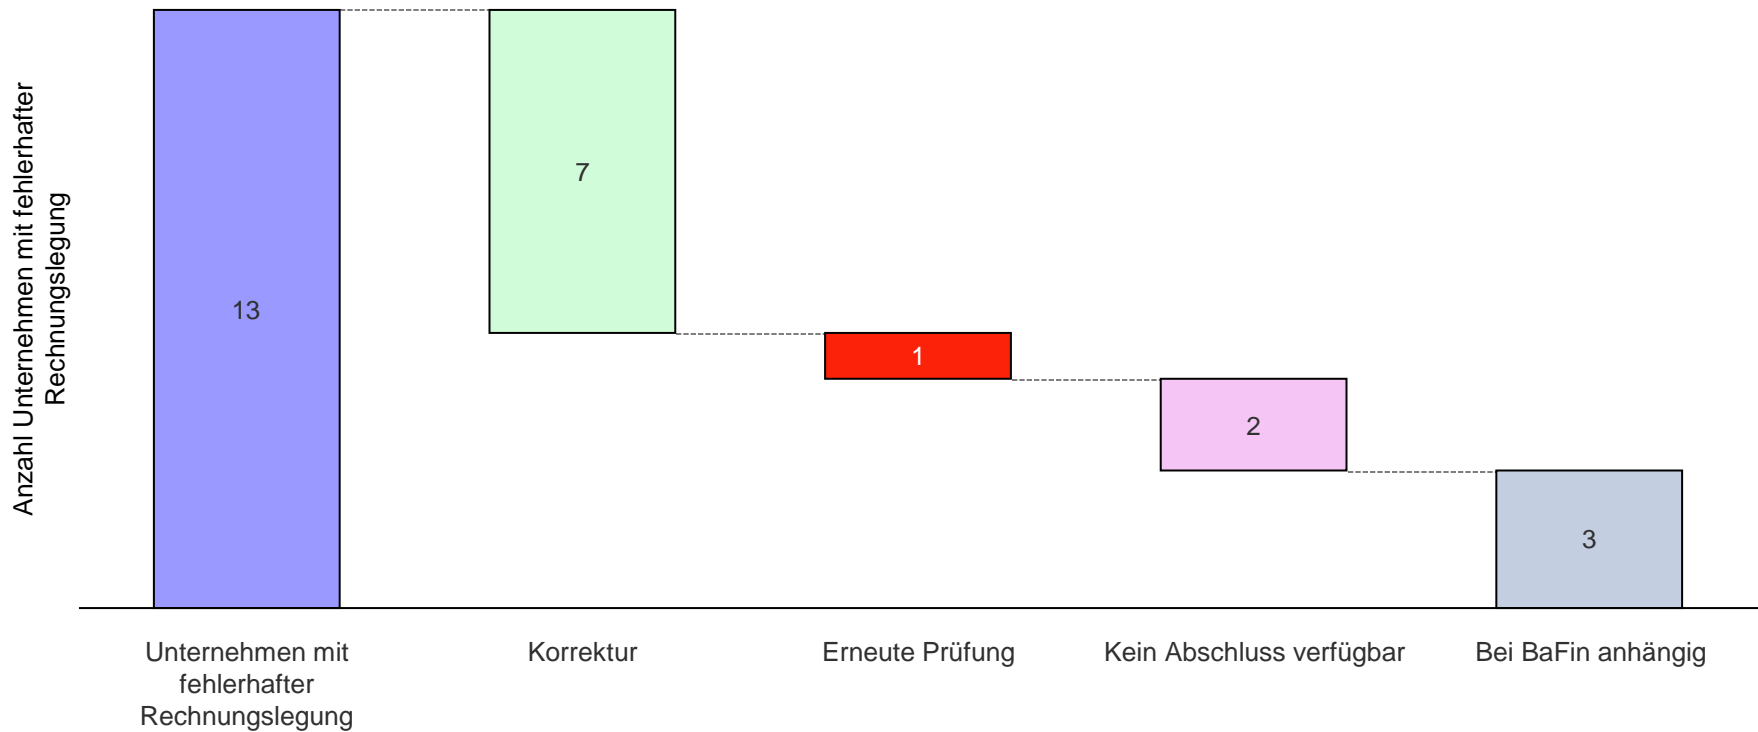 Anzahl Unternehmen mit fehlerhafter
Rechnungslegung
13
7
1
2
3
Unternehmen mit
fehlerhafter
Rechnungslegung
Korrektur
Erneute Prüfung
Kein Abschluss verfügbar
Bei BaFin anhängig